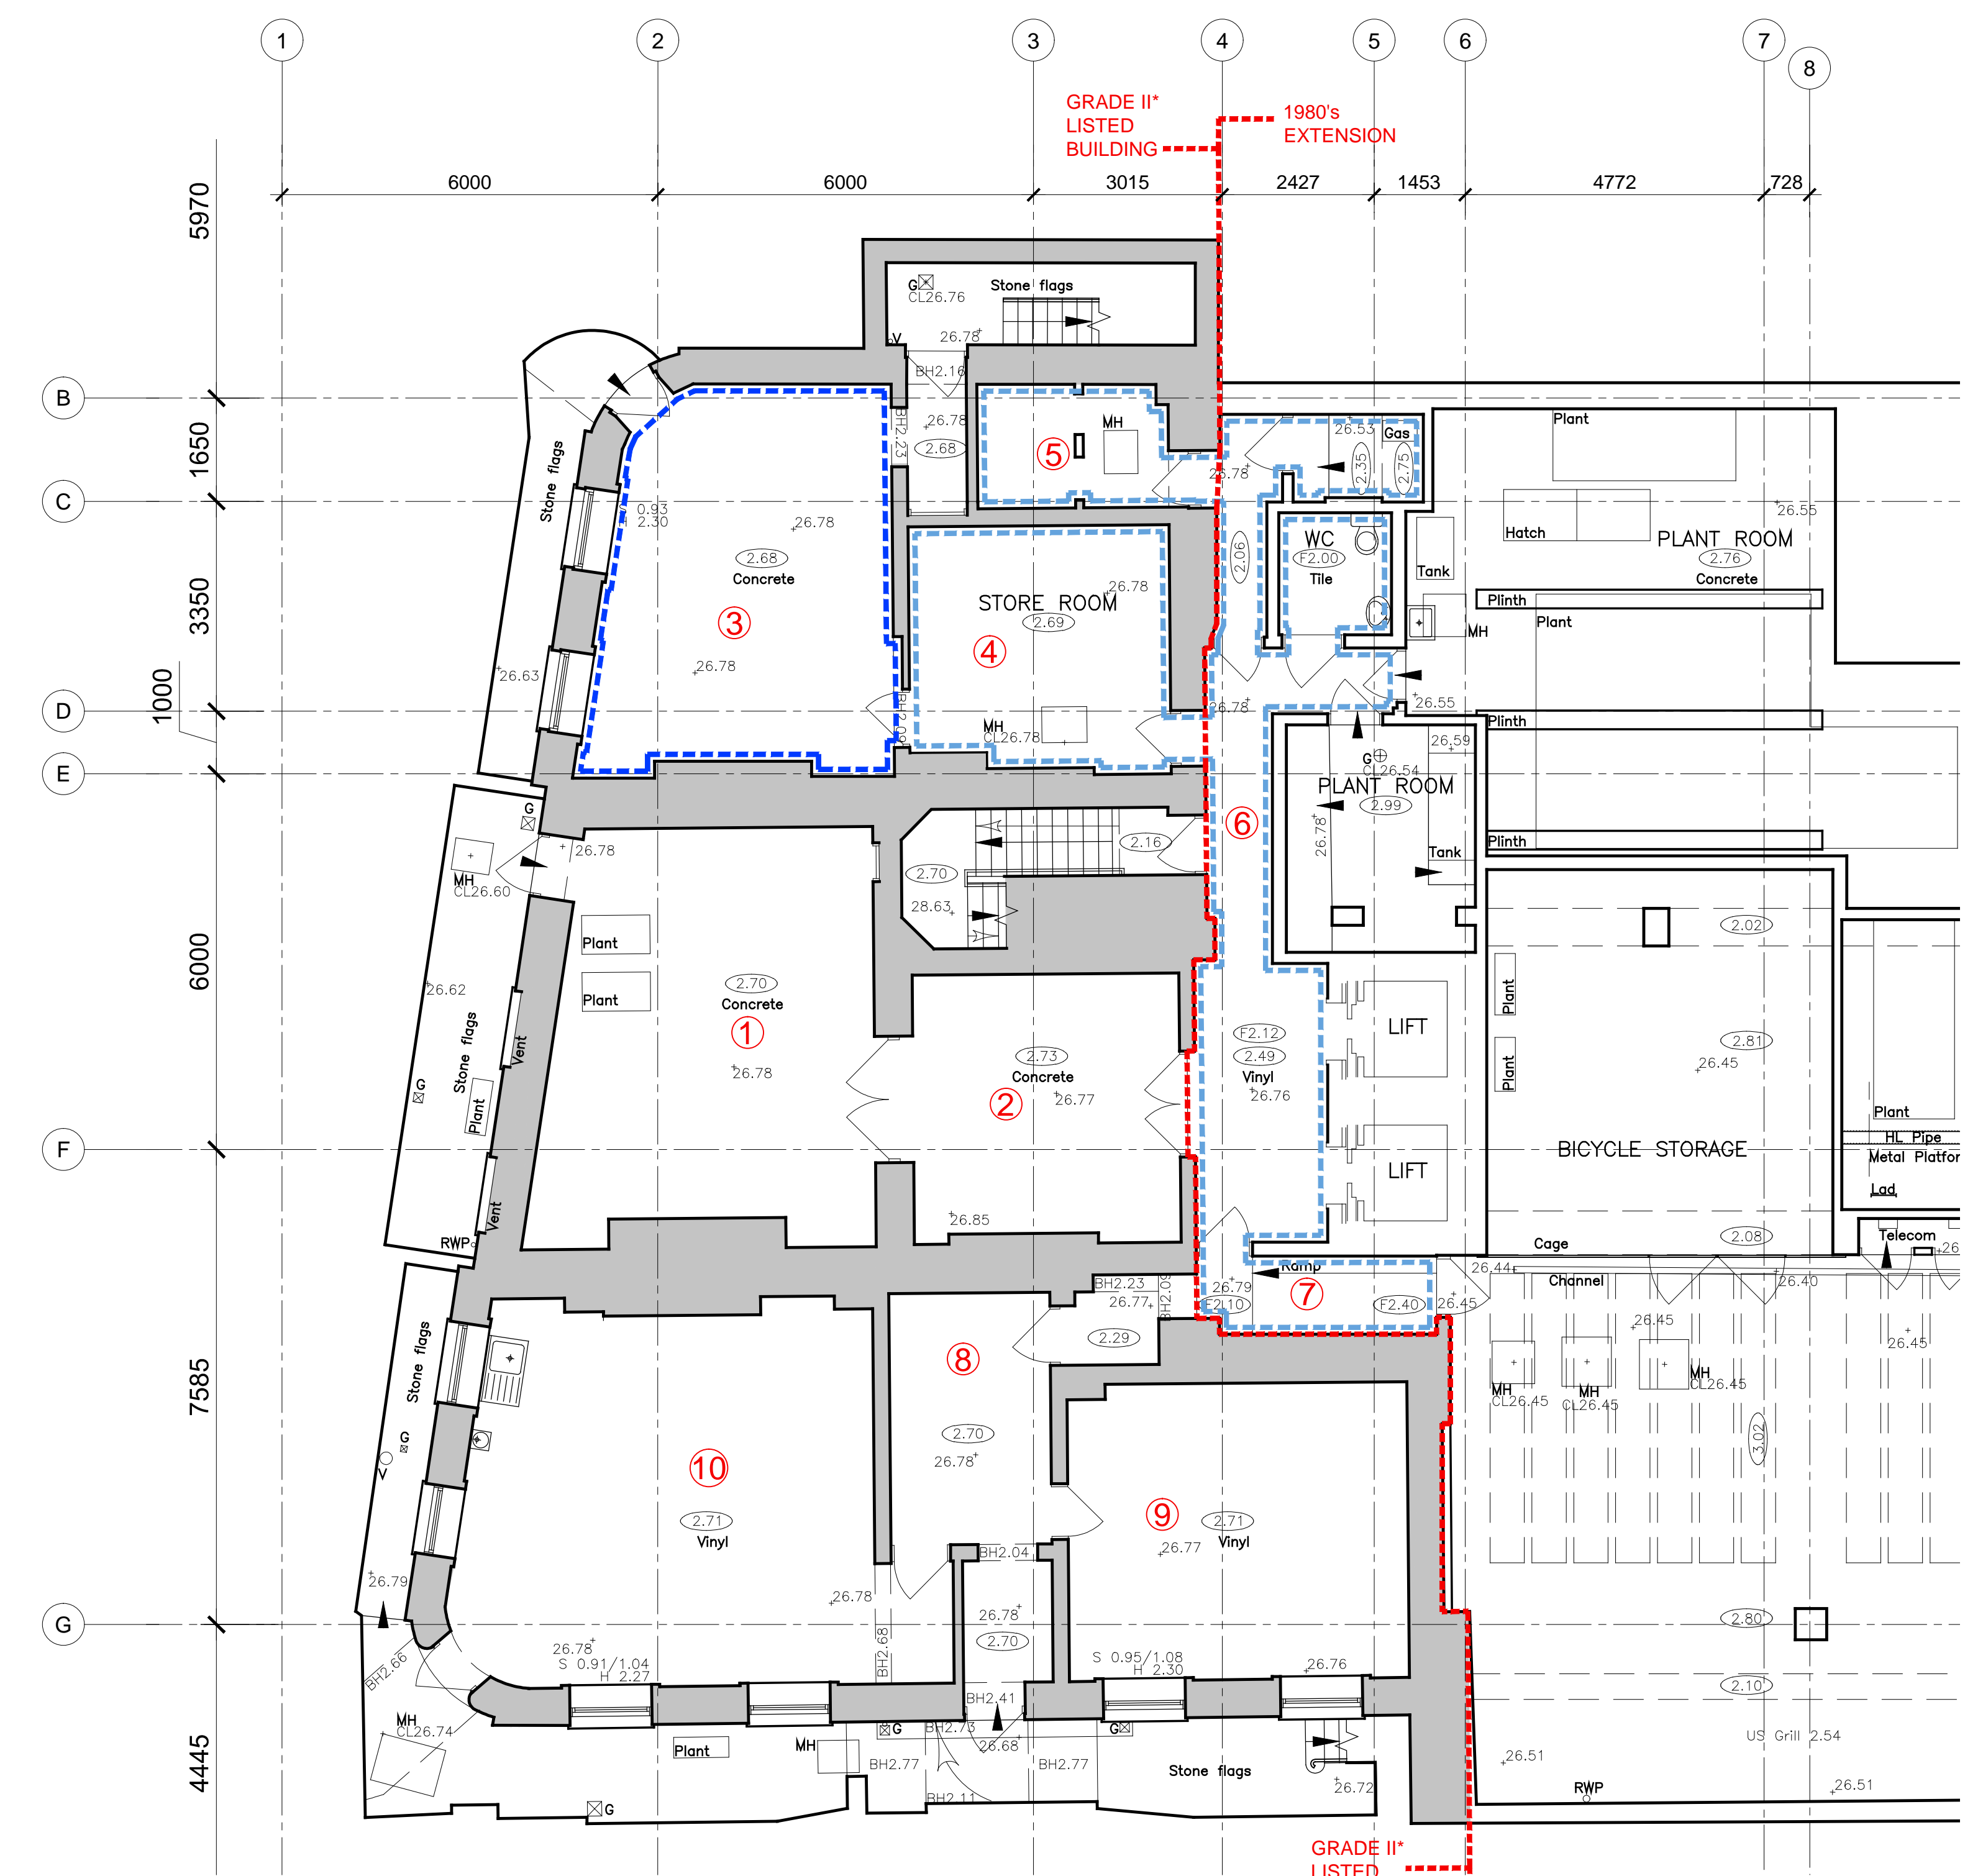 1
2
3
4
5
6
7
8
GRADE II*
LISTED
BUILDING
1980's
EXTENSION
6000
6000
3015
2427
1453
4772
728
5970
B
1650
C
3350
1000
D
E
6000
F
7585
G
4445
G
CL26.76
Stone flags
26.78
V
BH2.16
BH2.23
26.78
2.68
MH
5
26.78
26.53
2.35
Gas
2.75
Plant
Hatch
PLANT ROOM
2.76
Concrete
26.55
Stone flags
0.93
2.30
26.78
2.68
Concrete
3
26.78
26.63
26.78
STORE ROOM
2.69
4
MH
CL26.78
BH2.09
2.06
WC
F2.00
Tile
Tank
MH
Plinth
Plant
26.78
26.55
Plinth
G
CL26.54
26.59
PLANT ROOM
2.99
26.78
Tank
Plinth
6
G
26.78
MH
CL26.60
2.16
2.70
28.63
2.02
Plant
Plant
26.62
Stone flags
Vent
2.70
Concrete
1
26.78
2.73
Concrete
26.77
2
F2.12
2.49
Vinyl
26.76
LIFT
Plant
Plant
2.81
26.45
Plant
HL Pipe
Metal Platfor
Lad
G
Plant
LIFT
BICYCLE STORAGE
Vent
RWP
26.85
2.08
Telecom
26
Cage
BH2.23
26.77
BH2.09
26.79
Ramp
7
F2.10
F2.40
26.45
26.44
Channel
26.40
2.29
8
26.45
26.45
MH
CL26.45
MH
CL26.45
MH
CL26.45
Stone flags
G
V
2.70
26.78
10
2.71
Vinyl
9
2.71
Vinyl
26.77
3.02
BH2.04
26.79
26.78
BH2.68
26.78
2.70
2.80
26.78
S 0.91/1.04
H 2.27
BH2.66
S 0.95/1.08
H 2.30
26.76
2.10
BH2.41
MH
CL26.74
Plant
MH
G
BH2.73
26.68
G
BH2.77
BH2.77
Stone flags
26.72
BH2.11
G
US Grill 2.54
26.51
RWP
26.51
GRADE II*
LISTED